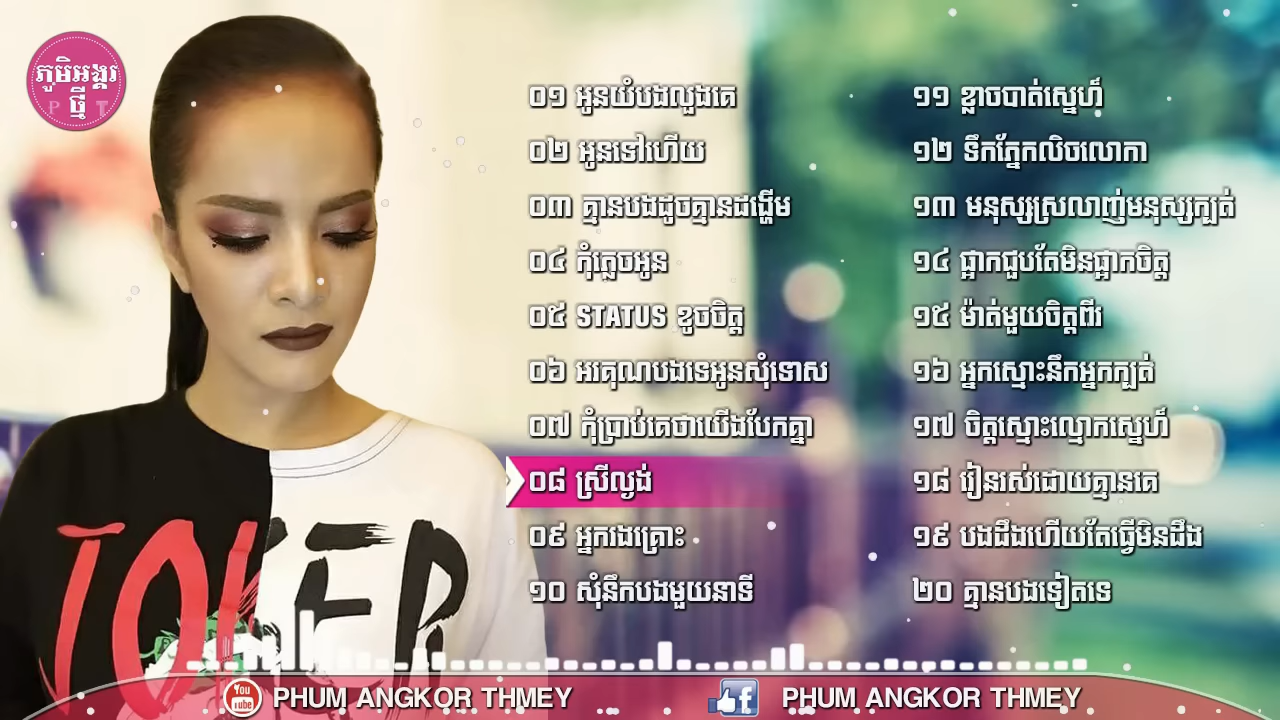 ភូមិអង្គរ
ថ្មី
P T
០១ អូនយំបងលួងគេ
០២ អូនទៅហើយ
០៣ គ្មានបងដូចគ្មានដង្ហើម
០៤ កុំភ្លេចអូន
០៥ STATUS ខូចចិត្ត
០៦ អរគុណបងទេអូនសុំទោស
០៧ កុំប្រាប់គេថាយើងបែកគ្នា
០៨ ស្រីល្ងង់
០៩ អ្នករងគ្រោះ
១០ សុំនឹកបងមួយនាទី
១១ ខ្លាចបាត់ស្នេហ៍
១២ ទឹកភ្នែកលិចលោកា
១៣ មនុស្សស្រលាញ់មនុស្សក្បត់
១៤ ផ្អាកជួបតែមិនផ្អាកចិត្ត
១៥ ម៉ាត់មួយចិត្តពីរ
១៦ អ្នកស្មោះនឹកអ្នកក្បត់
១៧ ចិត្តស្មោះល្មោកស្នេហ៍
១៨ រៀនរស់ដោយគ្មានគេ
១៩ បងដឹងហើយតែធ្វើមិនដឹង
២០ គ្មានបងទៀតទេ
JOKER
You Tube PHUM ANGKOR THMEY
f PHUM ANGKOR THMEY